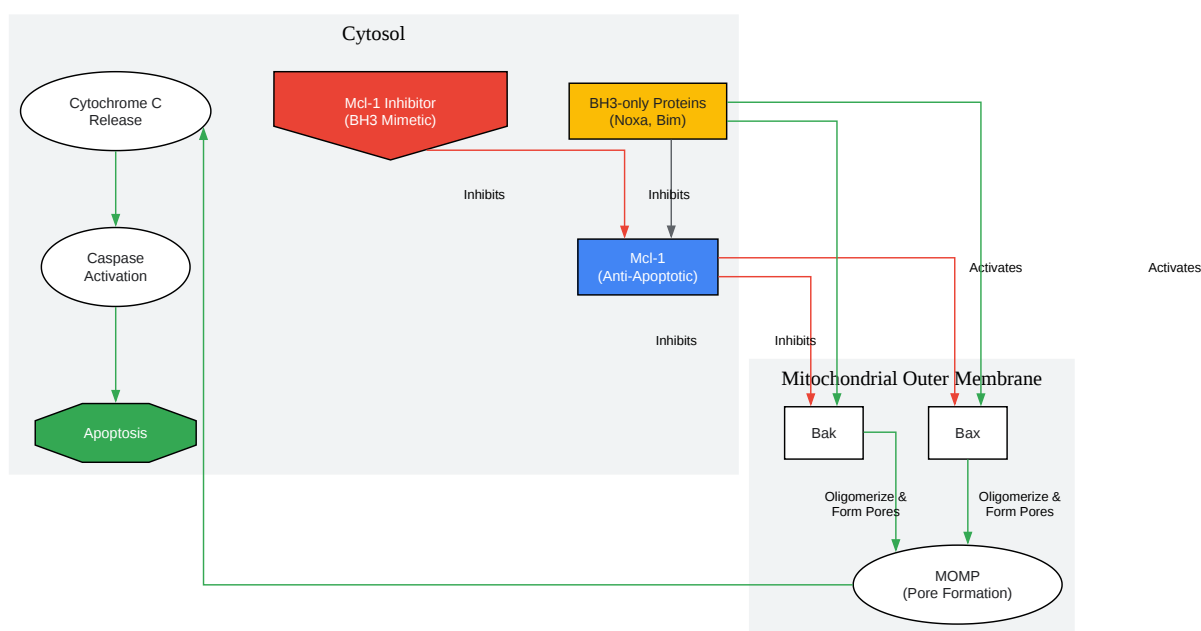 Cytosol
Cytochrome C
Release
Mcl-1 Inhibitor
(BH3 Mimetic)
BH3-only Proteins
(Noxa, Bim)
Inhibits
Inhibits
Caspase
Activation
Mcl-1
(Anti-Apoptotic)
Activates
Activates
Inhibits
Inhibits
Mitochondrial Outer Membrane
Apoptosis
Bak
Bax
Oligomerize &
Form Pores
Oligomerize &
Form Pores
MOMP
(Pore Formation)